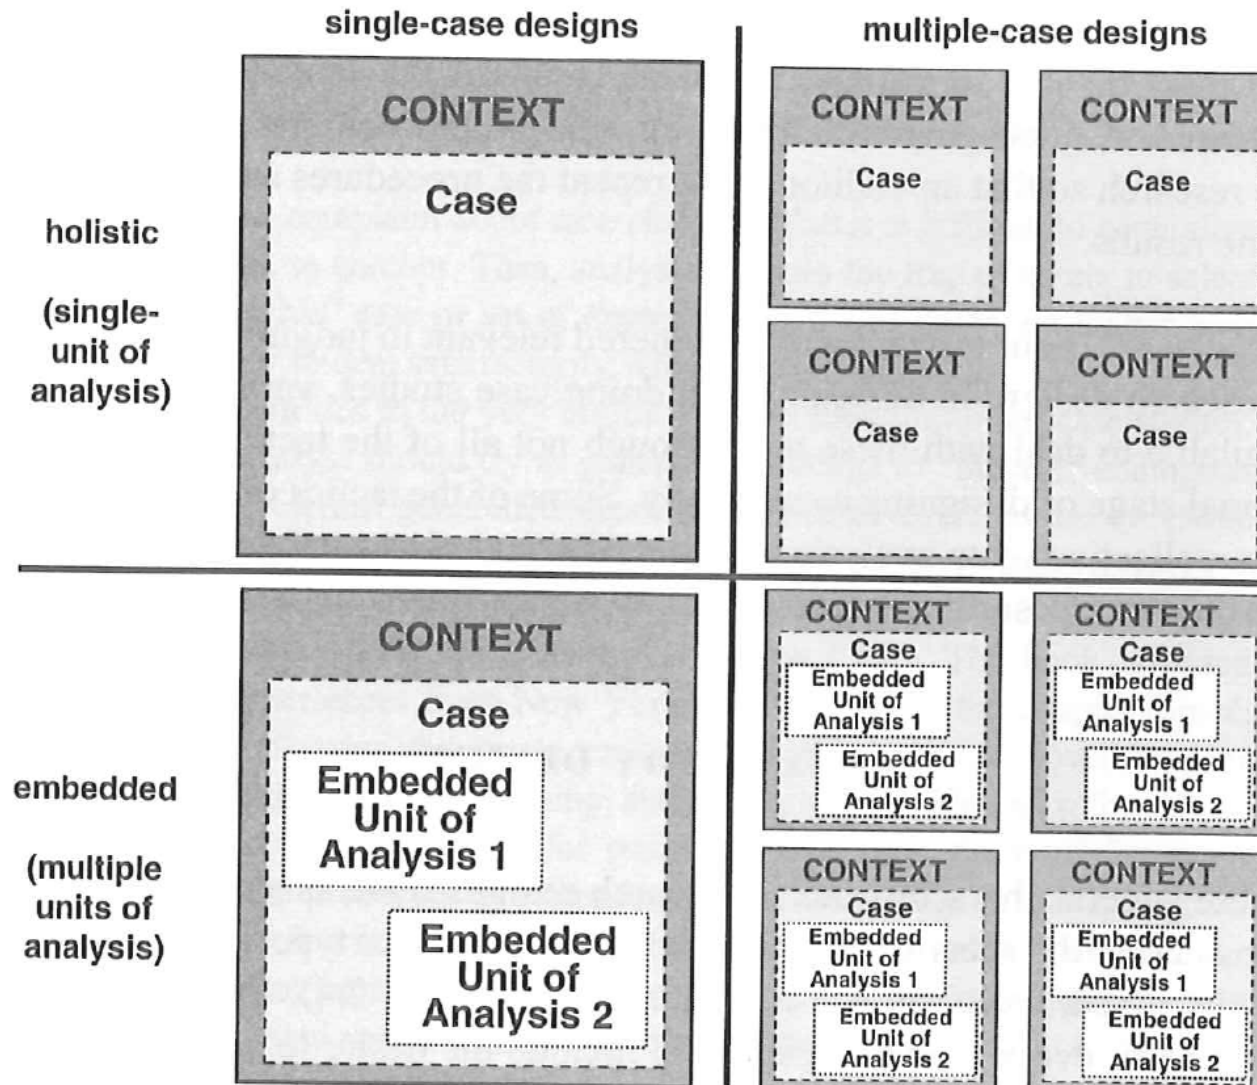 single-case designs
multiple-case designs
holistic
(single-
unit of
analysis)
CONTEXT
Case
CONTEXT
Case
CONTEXT
Case
CONTEXT
Case
CONTEXT
Case
embedded
(multiple
units of
analysis)
CONTEXT
Case
Embedded
Unit of
Analysis 1
Embedded
Unit of
Analysis 2
CONTEXT
Case
Embedded
Unit of
Analysis 1
Embedded
Unit of
Analysis 2
CONTEXT
Case
Embedded
Unit of
Analysis 1
Embedded
Unit of
Analysis 2
CONTEXT
Case
Embedded
Unit of
Analysis 1
Embedded
Unit of
Analysis 2
CONTEXT
Case
Embedded
Unit of
Analysis 1
Embedded
Unit of
Analysis 2